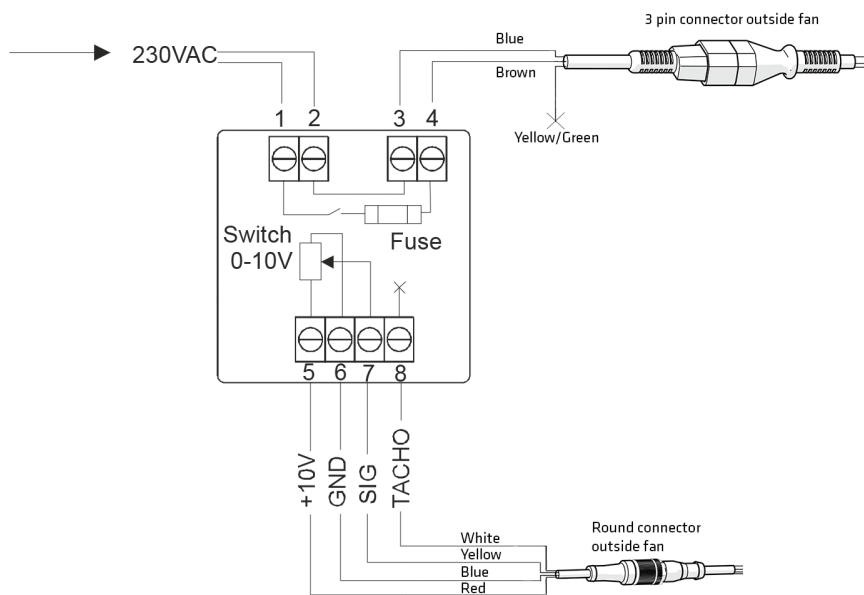 3 pin connector outside fan
230VAC
Blue
Brown
Yellow/Green
1 2 3 4
Switch
0-10V
Fuse
5 6 7 8
+10V
GND
SIG
TACHO
White
Yellow
Blue
Red
Round connector
outside fan